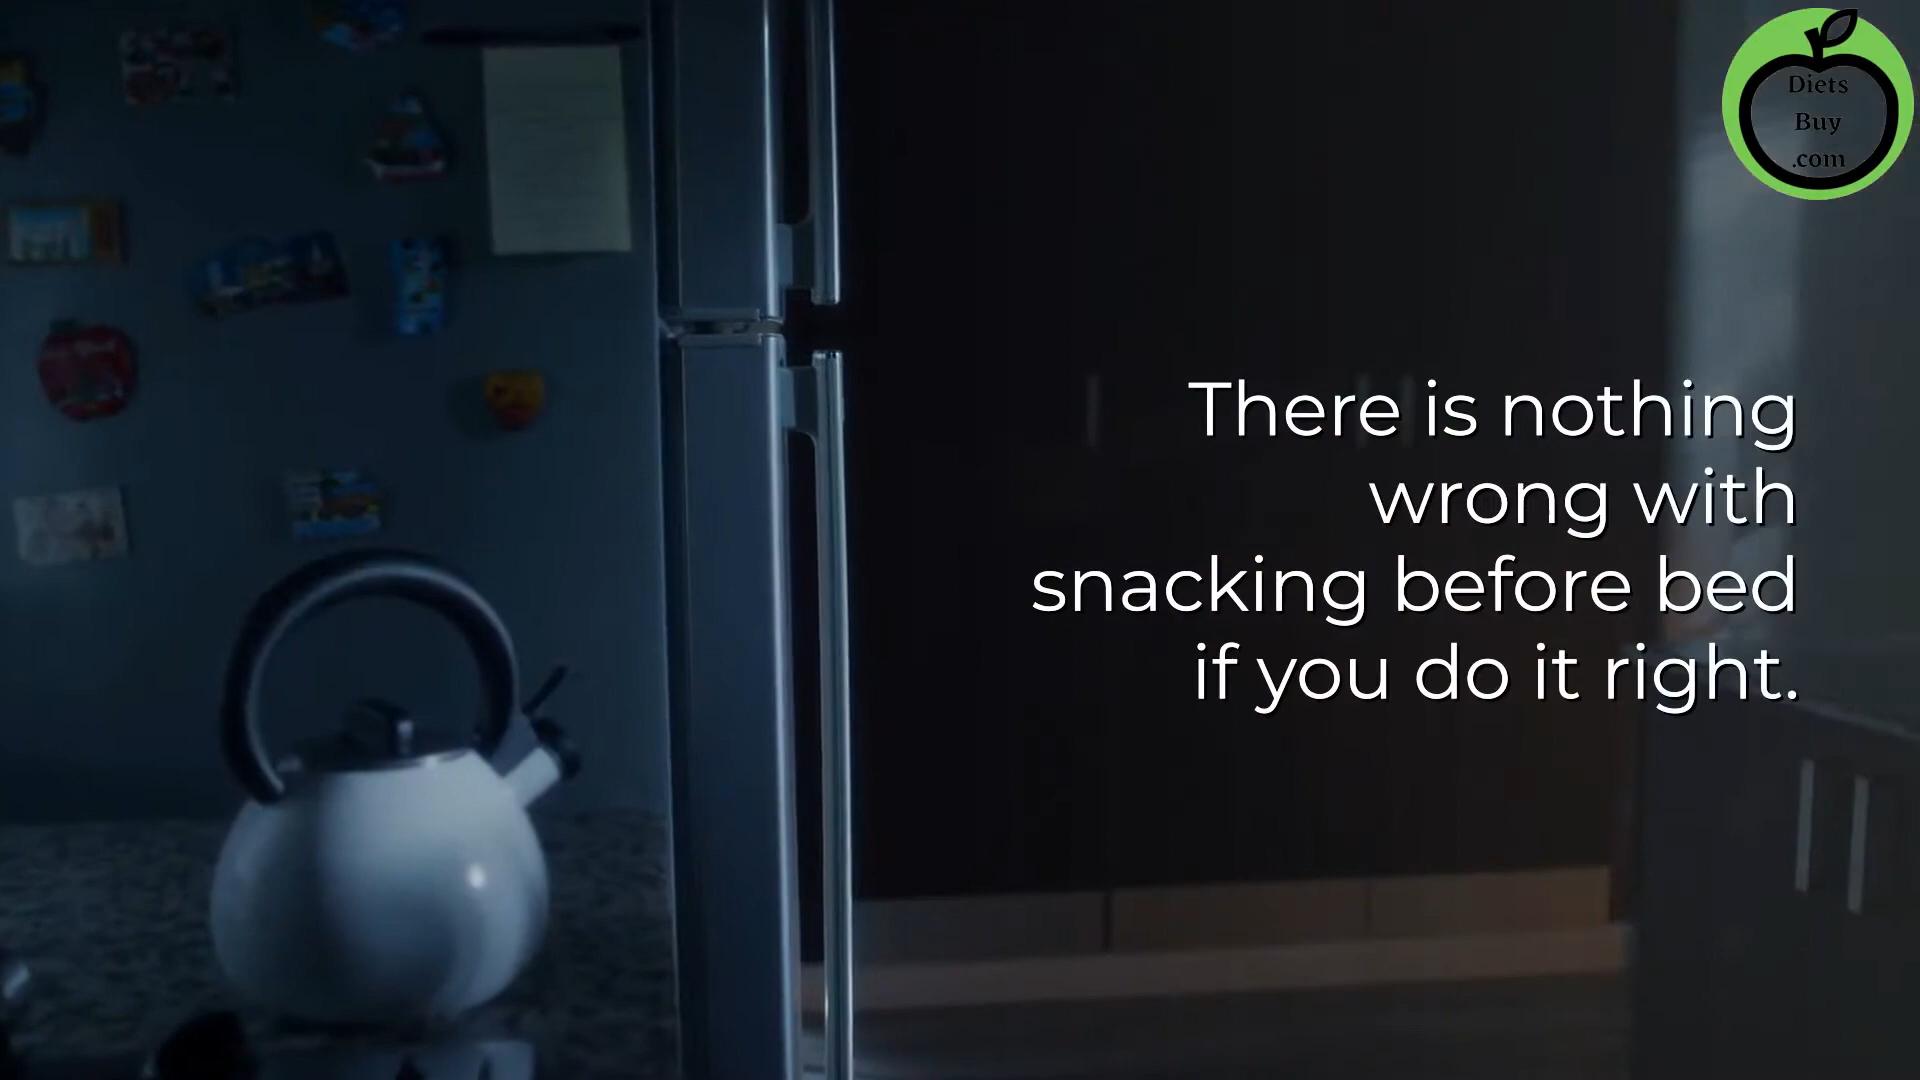 Diets
Buy
.com
There is nothing
wrong with
snacking before bed
if you do it right.